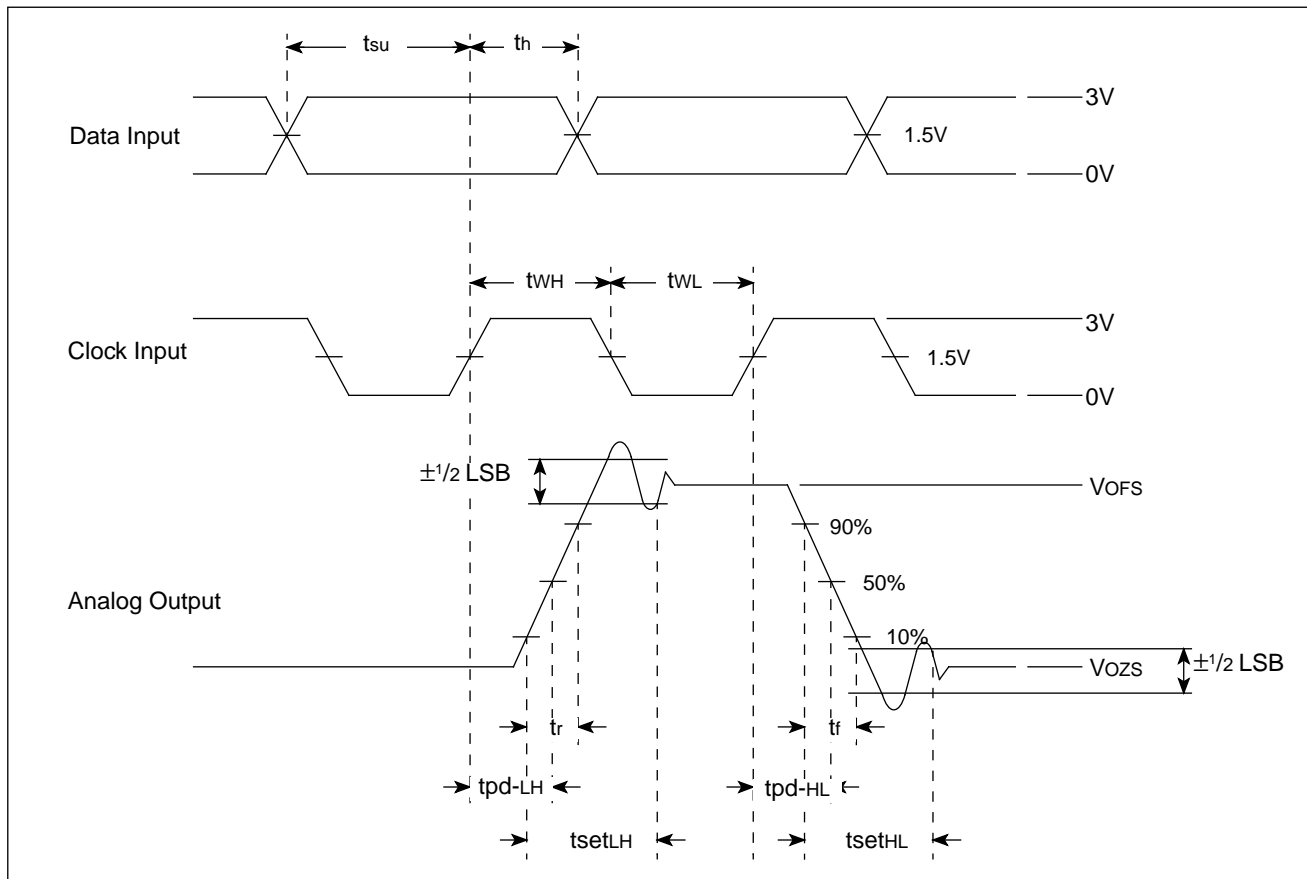 tsu
th
3V
Data Input
1.5V
0V
tWH
tWL
3V
Clock Input
1.5V
0V
±1/2 LSB
VOFS
90%
50%
Analog Output
10%
VOZS
±1/2 LSB
tr
tf
tpd-LH
tpd-HL
tsetLH
tsetHL